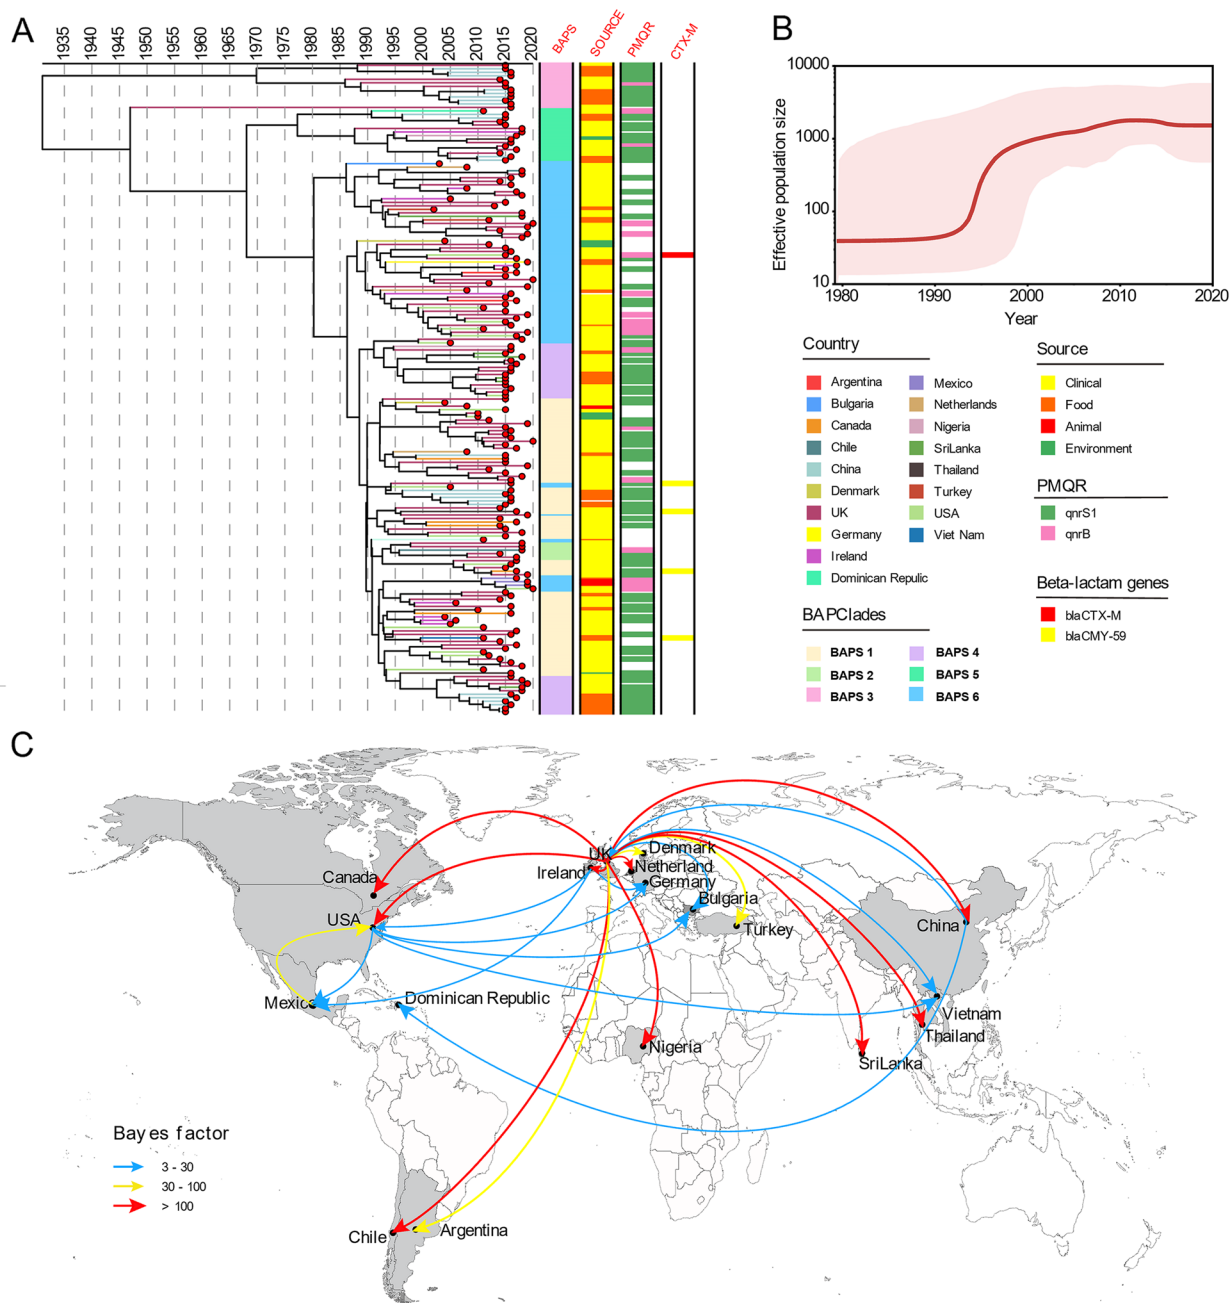 A
1935 1940 1945 1950 1955 1960 1965 1970 1975 1980 1985 1990 1995 2000 2005 2010 2015 2020
BAPS SOURCE PMQR CTX-M
B
Effective population size
10000
1000
100
10
1980 1990 2000 2010 2020
Year
Country
Argentina
Bulgaria
Canada
Chile
China
Denmark
UK
Germany
Ireland
Dominican Repulic
Mexico
Netherlands
Nigeria
SriLanka
Thailand
Turkey
USA
Viet Nam
Source
Clinical
Food
Animal
Environment
PMQR
qnrS1
qnrB
Beta-lactam genes
blaCTX-M
blaCMY-59
BAPClades
BAPS 1
BAPS 2
BAPS 3
BAPS 4
BAPS 5
BAPS 6
C
UK
Denmark
Ireland
Netherland
Germany
Canada
Bulgaria
USA
Turkey
China
Mexico
Dominican Republic
Vietnam
Thailand
Nigeria
SriLanka
Bayes factor
3 - 30
30 - 100
> 100
Chile
Argentina